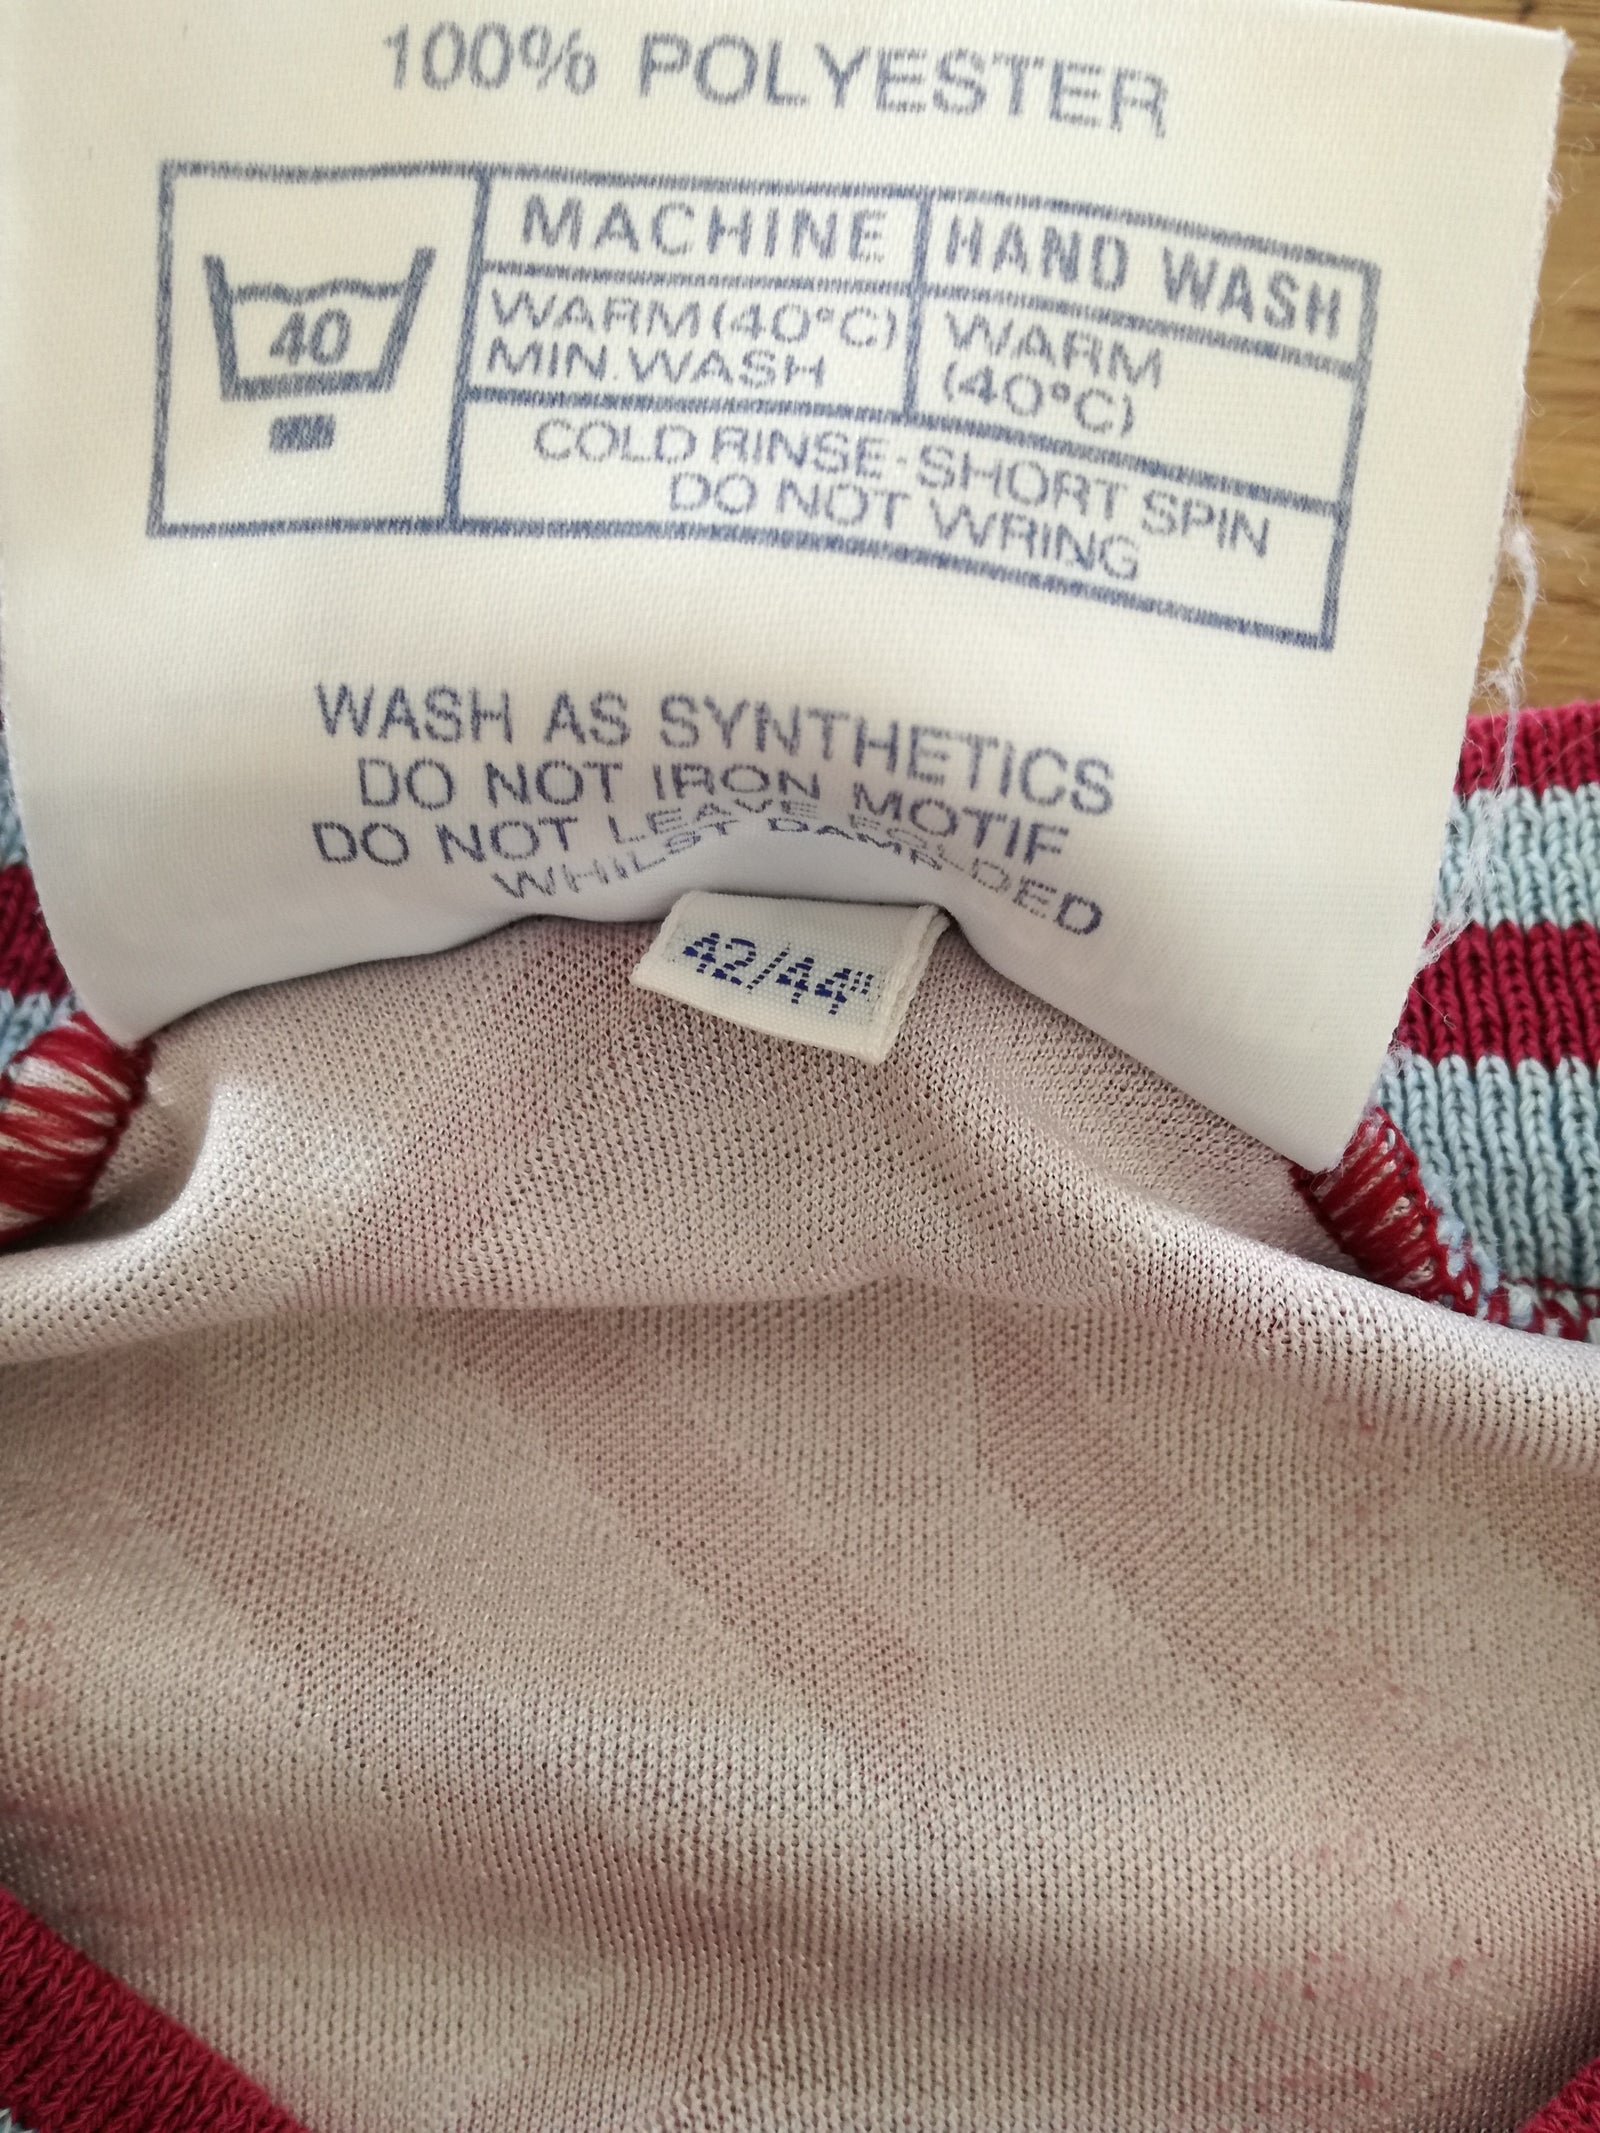 100% POLYESTER
40
MACHINE
WARM (40°C)
MIN. WASH
HAND WASH
WARM
(40°C)
COLD RINSE - SHORT SPIN
DO NOT WRING
WASH AS SYNTHETICS
DO NOT IRON MOTIF
DO NOT LEAVE FOLDED
WHILST DAMP
42/44"